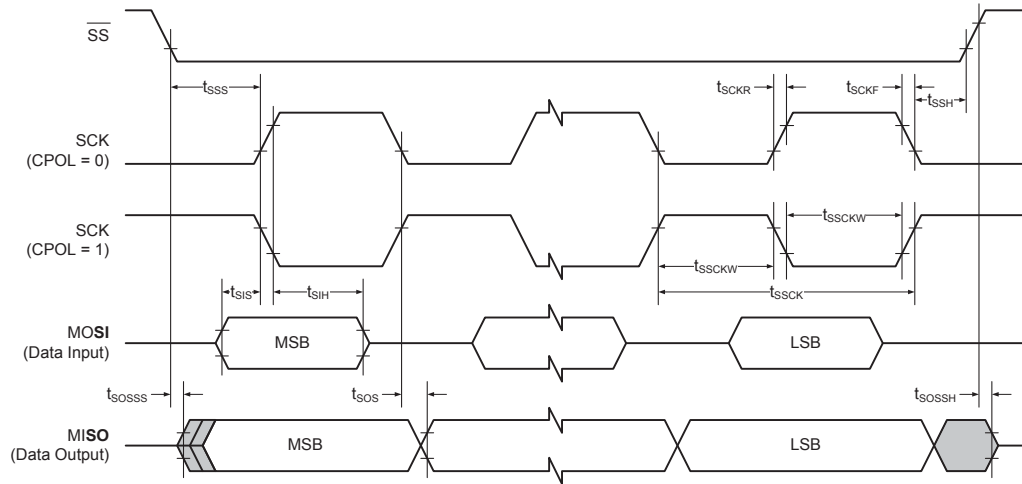 SS
tSSS
tSCKR
tSCKF
tSSH
SCK
(CPOL = 0)
SCK
(CPOL = 1)
tSSCKW
tSSCKW
tSSCK
tSIS
tSIH
MOSI
(Data Input)
MSB
LSB
tSOSSS
tSOS
tSOSSH
MISO
(Data Output)
MSB
LSB